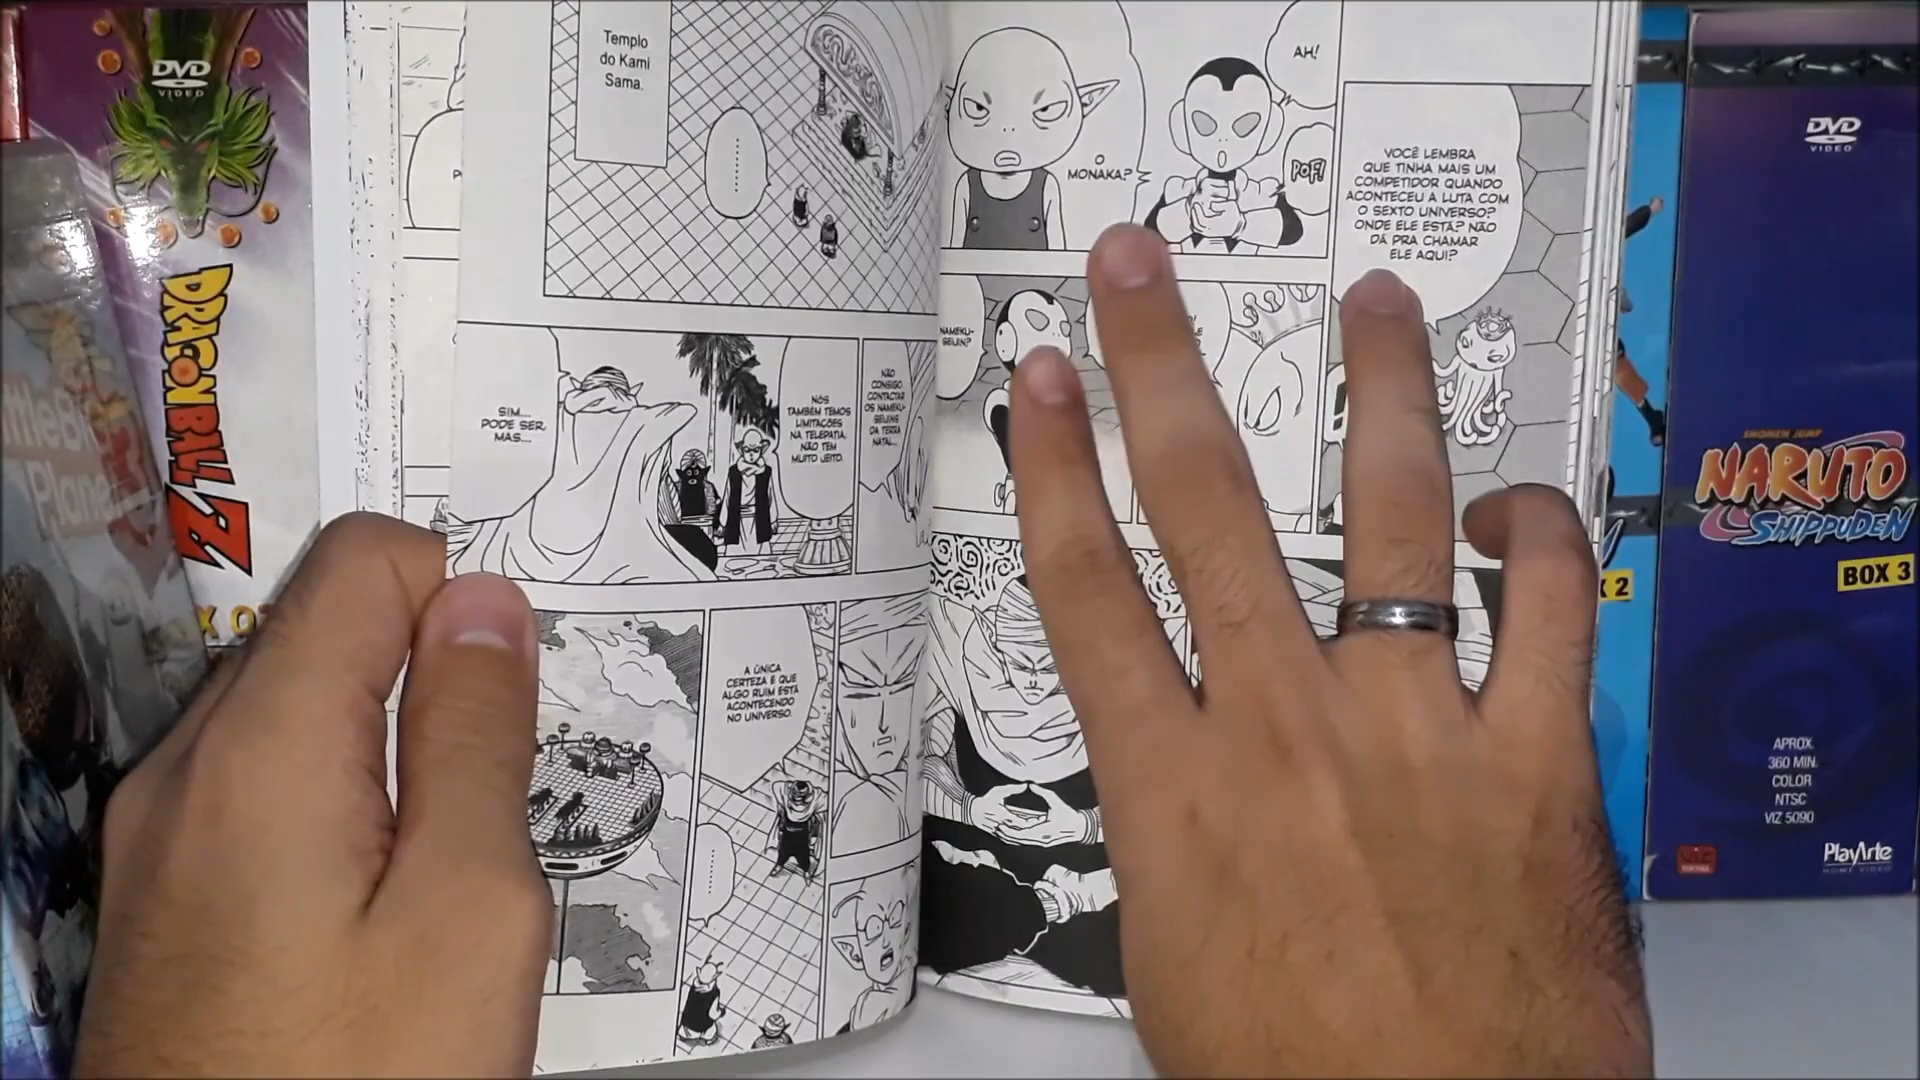 DVD
VIDEO
DRAGON BALL Z
Templo
do Kami
Sama.
SIM...
PODE SER,
MAS...
NÓS
TAMBÉM TEMOS
LIMITAÇÕES
NA TELEPATIA.
NÃO TEM
MUITO JEITO.
NÃO
CONSIGO
CONTACTAR
OS NAMEKU-
SEIJINS
DA TERRA
NATAL...
A ÚNICA
CERTEZA É QUE
ALGO RUIM ESTÁ
ACONTECENDO
NO UNIVERSO.
O
MONAKA?
AH!
POF!
VOCÊ LEMBRA
QUE TINHA MAIS UM
COMPETIDOR QUANDO
ACONTECEU A LUTA COM
O SEXTO UNIVERSO?
ONDE ELE ESTÁ? NÃO
DÁ PRA CHAMAR
ELE AQUI?
NAMEKU-
SEIJIN?
DVD
VIDEO
SHONEN JUMP
NARUTO
SHIPPUDEN
BOX 3
X 2
APROX.
360 MIN.
COLOR
NTSC
VIZ 5090
PlayArte
HOME VIDEO